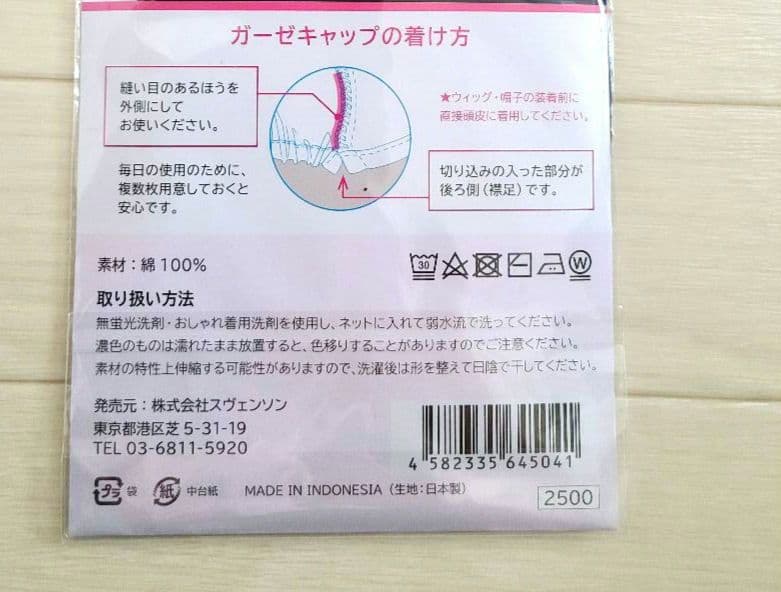 ガーゼキャップの着け方
縫い目のあるほうを
外側にして
お使いください。
★ウィッグ・帽子の装着前に
直接頭皮に着用してください。
毎日の使用のために、
複数枚用意しておくと
安心です。
切り込みの入った部分が
後ろ側（襟足）です。
素材：綿100%
30
W
取り扱い方法
無蛍光洗剤・おしゃれ着用洗剤を使用し、ネットに入れて弱水流で洗ってください。
濃色のものは濡れたまま放置すると、色移りすることがありますのでご注意ください。
素材の特性上伸縮する可能性がありますので、洗濯後は形を整えて日陰で干してください。
発売元：株式会社スヴェンソン
東京都港区芝5-31-19
TEL 03-6811-5920
4 582335 645041
プラ 袋 紙 中台紙 MADE IN INDONESIA（生地：日本製）
2500